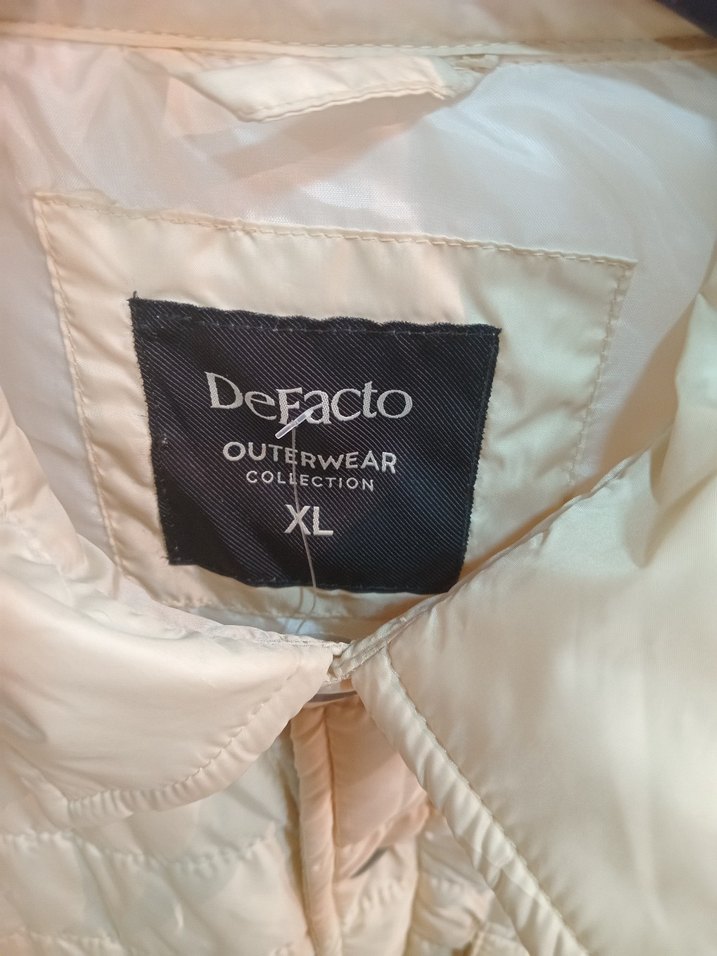 DeFacto
OUTERWEAR
COLLECTION
XL